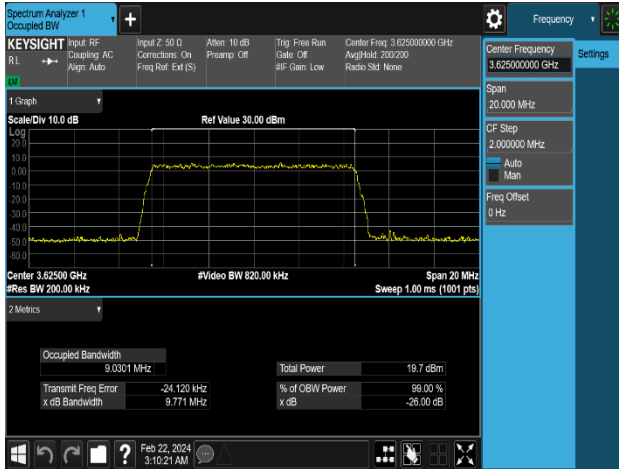 Spectrum Analyzer 1
Occupied BW
Frequency
KEYSIGHT
R L
Input: RF
Coupling: AC
Align: Auto
Input Z: 50 Ω
Corrections: On
Freq Ref: Ext (S)
Atten: 10 dB
Preamp: Off
Trig: Free Run
Gate: Off
#IF Gain: Low
Center Freq: 3.625000000 GHz
Avg|Hold: 200/200
Radio Std: None
Center Frequency
3.625000000 GHz
Settings
Span
20.000 MHz
CF Step
2.000000 MHz
Auto
Man
Freq Offset
0 Hz
1 Graph
Scale/Div 10.0 dB
Ref Value 30.00 dBm
Log
20.0
10.0
0.00
-10.0
-20.0
-30.0
-40.0
-50.0
-60.0
Center 3.62500 GHz
#Video BW 820.00 kHz
Span 20 MHz
#Res BW 200.00 kHz
Sweep 1.00 ms (1001 pts)
2 Metrics
Occupied Bandwidth
9.0301 MHz
Total Power 19.7 dBm
Transmit Freq Error -24.120 kHz
% of OBW Power 99.00 %
x dB Bandwidth 9.771 MHz
x dB -26.00 dB
Feb 22, 2024
3:10:21 AM